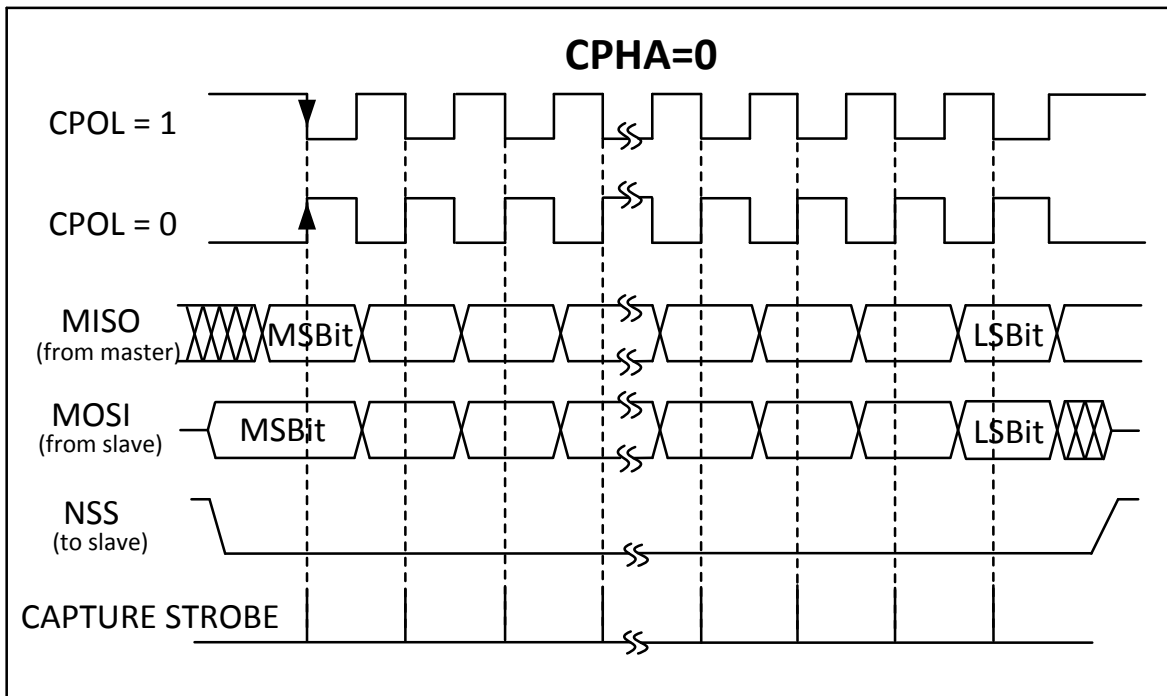 CPHA=0
CPOL = 1
CPOL = 0
MISO
(from master)
MSBit
LSBit
MOSI
(from slave)
MSBit
LSBit
NSS
(to slave)
CAPTURE STROBE